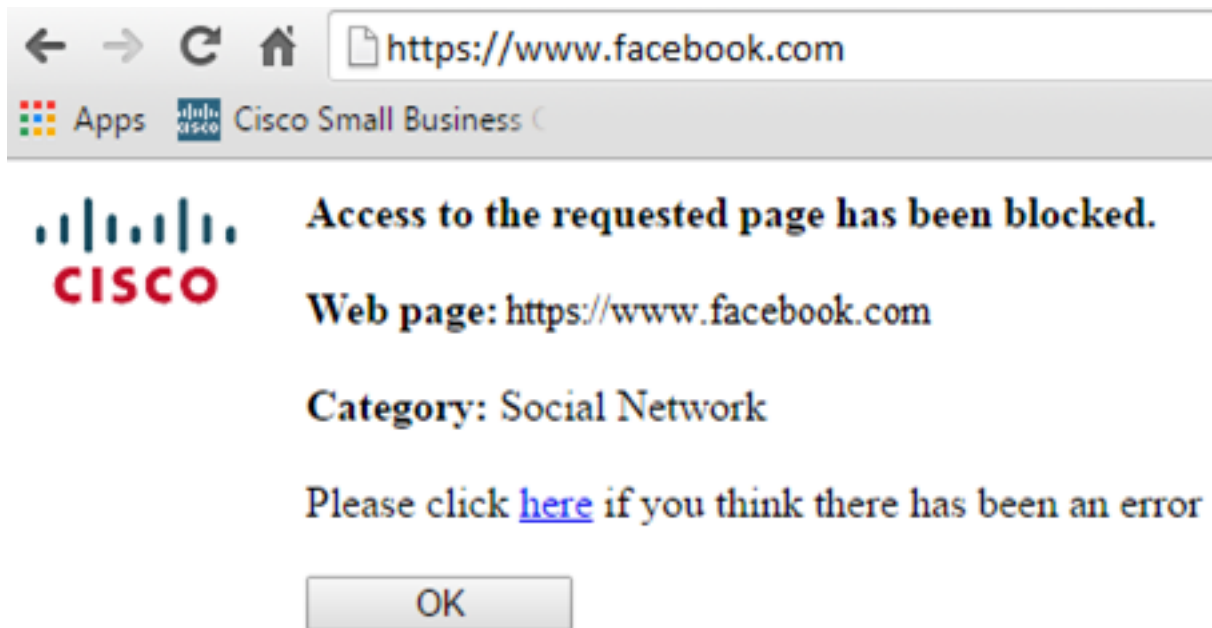 https://www.facebook.com
Apps Cisco Small Business
CISCO
Access to the requested page has been blocked.
Web page: https://www.facebook.com
Category: Social Network
Please click here if you think there has been an error
OK